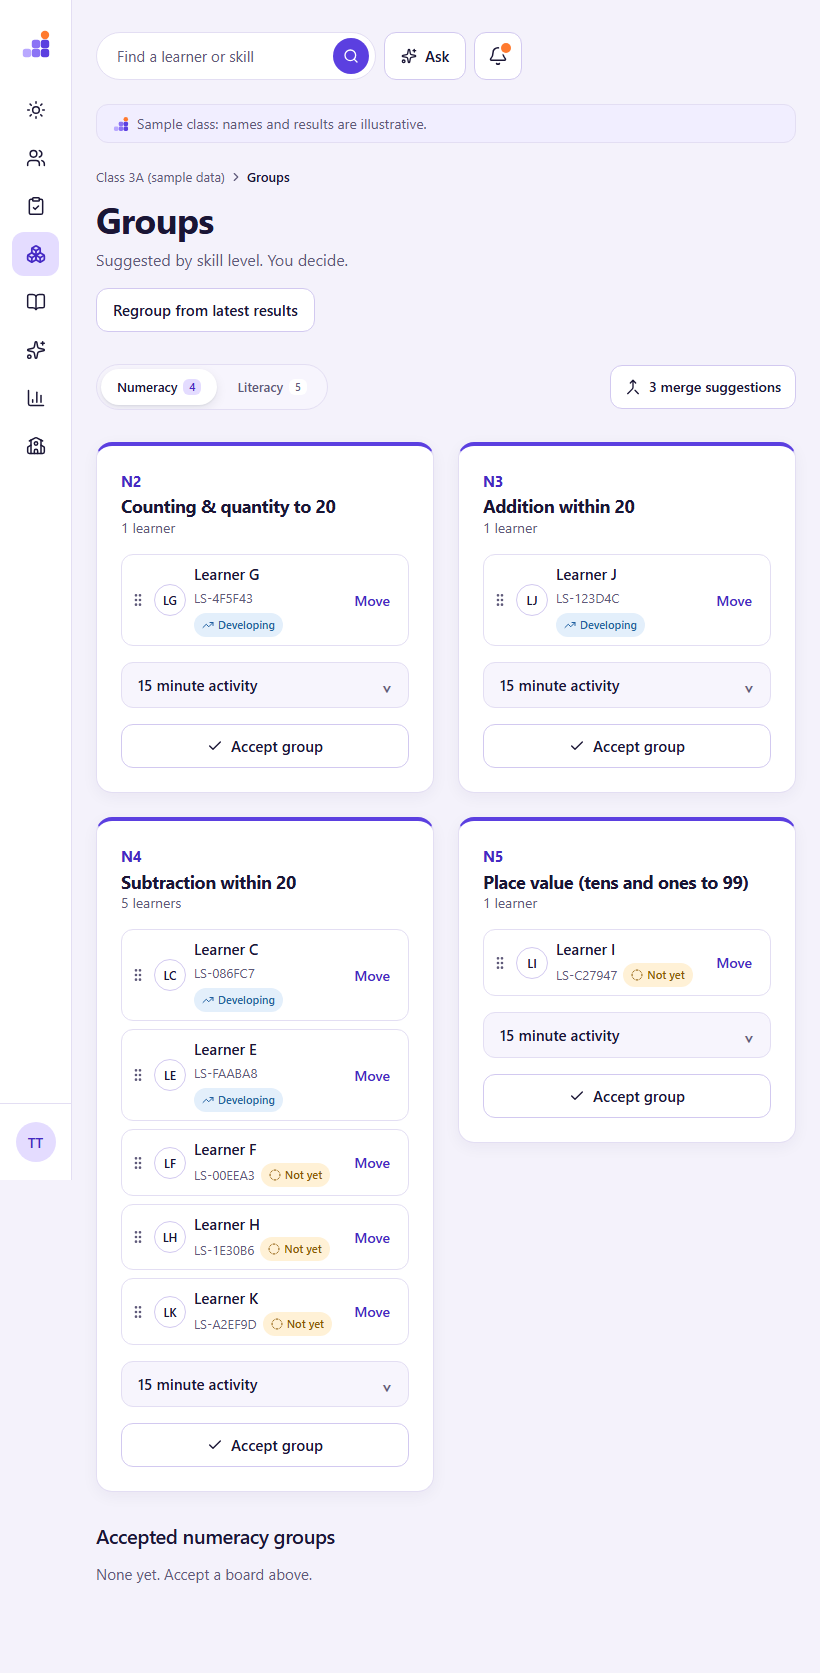 Find a learner or skill
Ask
Sample class: names and results are illustrative.
Class 3A (sample data) > Groups
Groups
Suggested by skill level. You decide.
Regroup from latest results
Numeracy 4
Literacy 5
3 merge suggestions
N2
Counting & quantity to 20
1 learner
LG
Learner G
LS-4F5F43
Developing
Move
15 minute activity
Accept group
N3
Addition within 20
1 learner
LJ
Learner J
LS-123D4C
Developing
Move
15 minute activity
Accept group
N4
Subtraction within 20
5 learners
LC
Learner C
LS-086FC7
Developing
Move
LE
Learner E
LS-FAABA8
Developing
Move
LF
Learner F
LS-00EEA3 Not yet
Move
LH
Learner H
LS-1E30B6 Not yet
Move
LK
Learner K
LS-A2EF9D Not yet
Move
15 minute activity
Accept group
N5
Place value (tens and ones to 99)
1 learner
LI
Learner I
LS-C27947 Not yet
Move
15 minute activity
Accept group
TT
Accepted numeracy groups
None yet. Accept a board above.